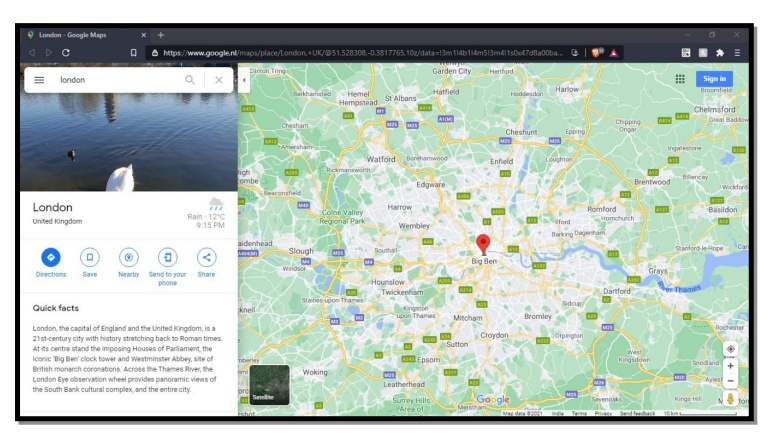 London - Google Maps
https://www.google.nl/maps/place/London,+UK/@51.528308,-0.3817765,10z/data=!3m1!4b1!4m5!3m4!1s0x47d8a00ba...
london
London
United Kingdom
Rain · 12°C
9:15 PM
Directions
Save
Nearby
Send to your
phone
Share
Quick facts
London, the capital of England and the United Kingdom, is a
21st-century city with history stretching back to Roman times.
At its centre stand the imposing Houses of Parliament, the
iconic 'Big Ben' clock tower and Westminster Abbey, site of
British monarch coronations. Across the Thames River, the
London Eye observation wheel provides panoramic views of
the South Bank cultural complex, and the entire city.
Sign in
Clinton Tring
Garden City
Hertford
Berkhamsted
Hemel
Hempstead
St Albans
Hatfield
Hoddesdon
Harlow
Broomfield
Chelmsford
Great Baddow
Chesham
Cheshunt
Epping
Chipping
Ongar
Amersham
Ingatestone
Watford
Borehamwood
Enfield
Loughton
Rickmansworth
Brentwood
Billericay
Wickford
Beaconsfield
Edgware
Colne Valley
Regional Park
Harrow
Wembley
Romford
Hornchurch
Ilford
Basildon
Barking
Dagenham
Slough
Southall
Big Ben
Stanford-le-Hope
Windsor
Hounslow
Grays
Twickenham
Dartford
River Thames
Staines-upon-Thames
Kingston
upon Thames
Mitcham
Bromley
Sidcup
Rochester
Sutton
Croydon
Orpington
Epsom
West
Kingsdown
Snodland
Woking
Leatherhead
Surrey Hills
Area of
Merstham
Sevenoaks
Kings Hill
Satellite
Google
Map data ©2021
India
Terms
Privacy
Send feedback
10 km